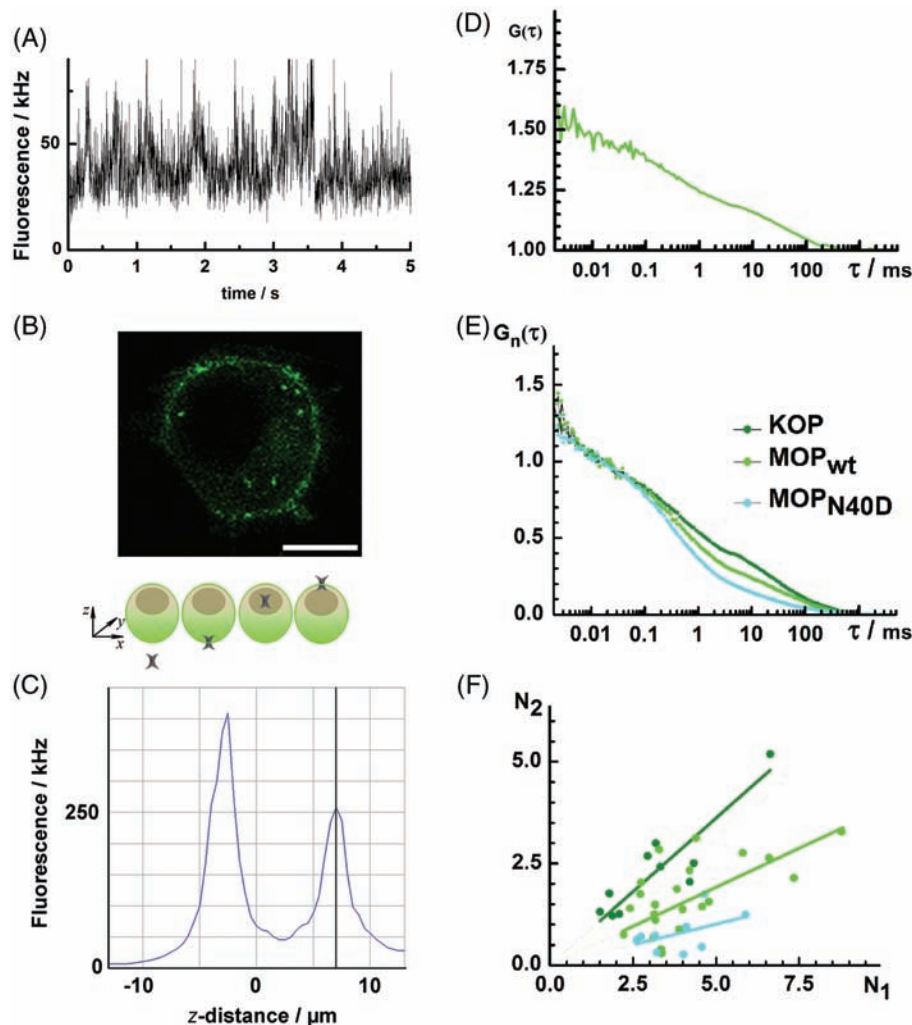 (A)
Fluorescence / kHz
50
0
0 1 2 3 4 5
time / s
(B)
z
y
x
(C)
Fluorescence / kHz
250
0
-10 0 10
z-distance / µm
(D)
G(τ)
1.75
1.50
1.25
1.00
0.01 0.1 1 10 100 τ / ms
(E)
Gn(τ)
1.5
1.0
0.5
0.0
KOP
MOPwt
MOPN40D
0.01 0.1 1 10 100 τ / ms
(F)
N2
5.0
2.5
0.0
0.0 2.5 5.0 7.5 N1